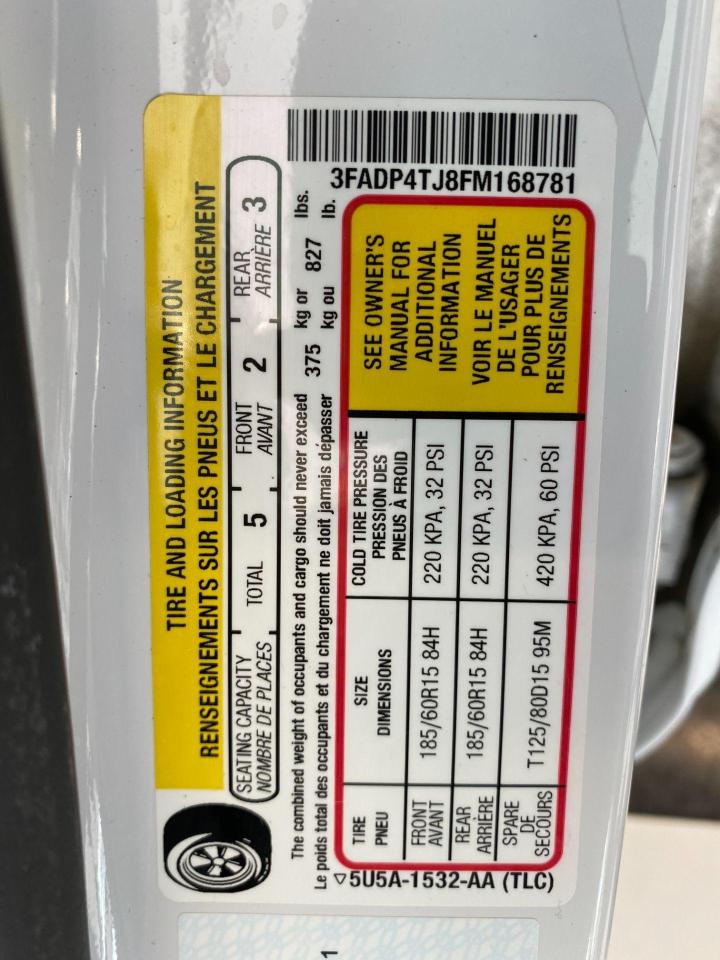 TIRE AND LOADING INFORMATION
RENSEIGNEMENTS SUR LES PNEUS ET LE CHARGEMENT
SEATING CAPACITY
NOMBRE DE PLACES
TOTAL 5
FRONT
AVANT
2
REAR
ARRIÈRE
3
The combined weight of occupants and cargo should never exceed 375 kg or 827 lbs.
Le poids total des occupants et du chargement ne doit jamais dépasser kg ou lb.
3FADP4TJ8FM168781
TIRE
PNEU
SIZE
DIMENSIONS
COLD TIRE PRESSURE
PRESSION DES
PNEUS À FROID
FRONT
AVANT
185/60R15 84H
220 KPA, 32 PSI
REAR
ARRIÈRE
185/60R15 84H
220 KPA, 32 PSI
SPARE
DE
SECOURS
T125/80D15 95M
420 KPA, 60 PSI
SEE OWNER'S
MANUAL FOR
ADDITIONAL
INFORMATION
VOIR LE MANUEL
DE L'USAGER
POUR PLUS DE
RENSEIGNEMENTS
5U5A-1532-AA (TLC)
1